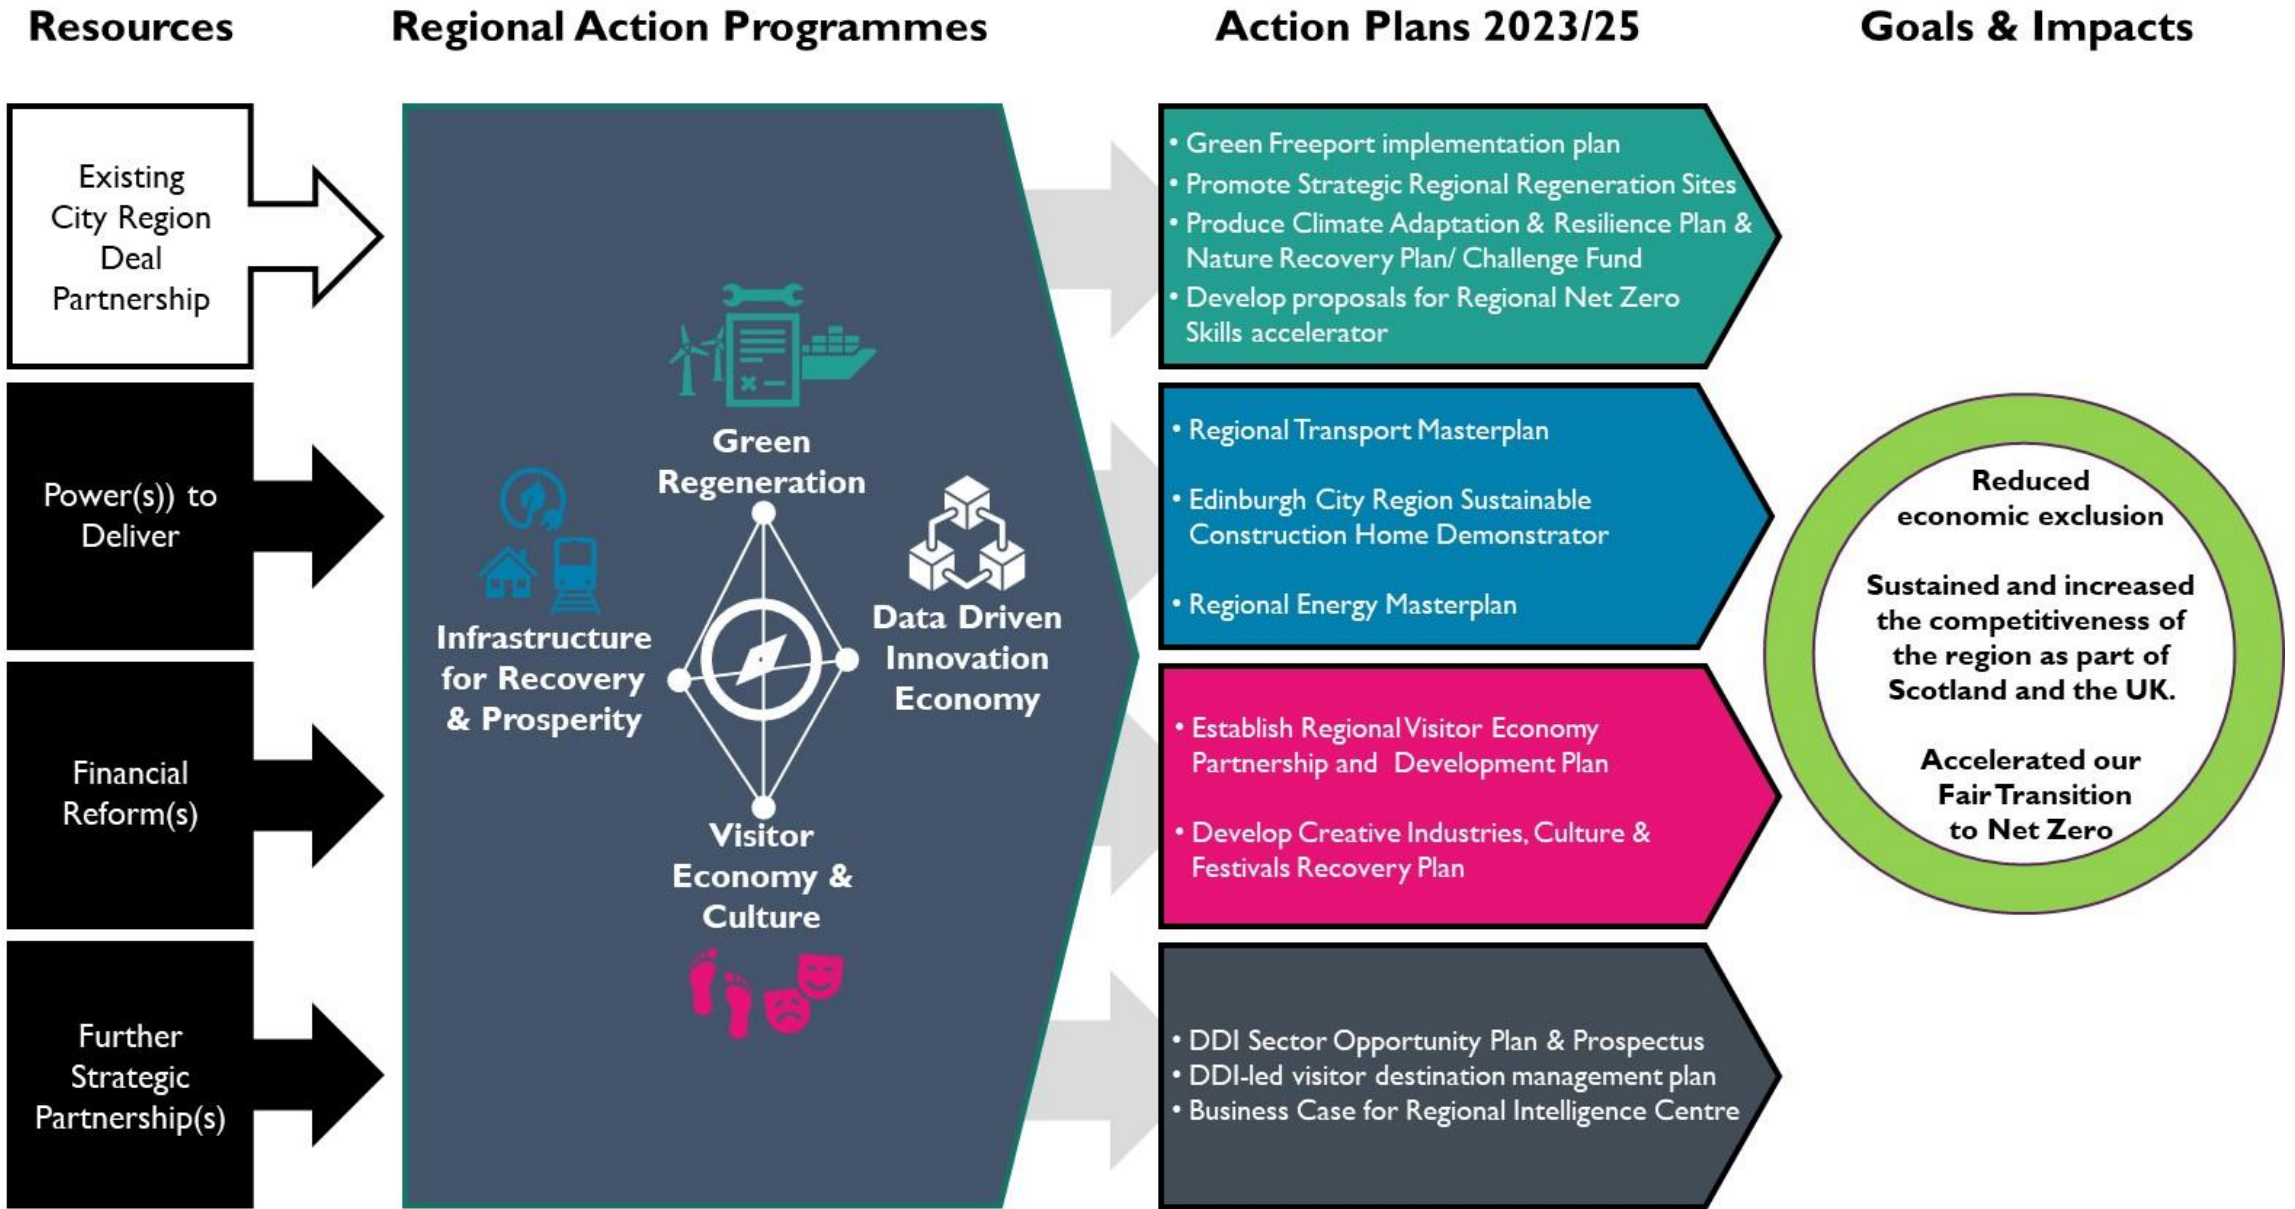 Resources
Regional Action Programmes
Action Plans 2023/25
Goals & Impacts
Existing
City Region
Deal
Partnership
Power(s)) to
Deliver
Financial
Reform(s)
Further
Strategic
Partnership(s)
Green
Regeneration
Infrastructure
for Recovery
& Prosperity
Data Driven
Innovation
Economy
Visitor
Economy &
Culture
• Green Freeport implementation plan
• Promote Strategic Regional Regeneration Sites
• Produce Climate Adaptation & Resilience Plan &
Nature Recovery Plan/ Challenge Fund
• Develop proposals for Regional Net Zero
Skills accelerator
• Regional Transport Masterplan
• Edinburgh City Region Sustainable
Construction Home Demonstrator
• Regional Energy Masterplan
• Establish Regional Visitor Economy
Partnership and Development Plan
• Develop Creative Industries, Culture &
Festivals Recovery Plan
• DDI Sector Opportunity Plan & Prospectus
• DDI-led visitor destination management plan
• Business Case for Regional Intelligence Centre
Reduced
economic exclusion
Sustained and increased
the competitiveness of
the region as part of
Scotland and the UK.
Accelerated our
Fair Transition
to Net Zero